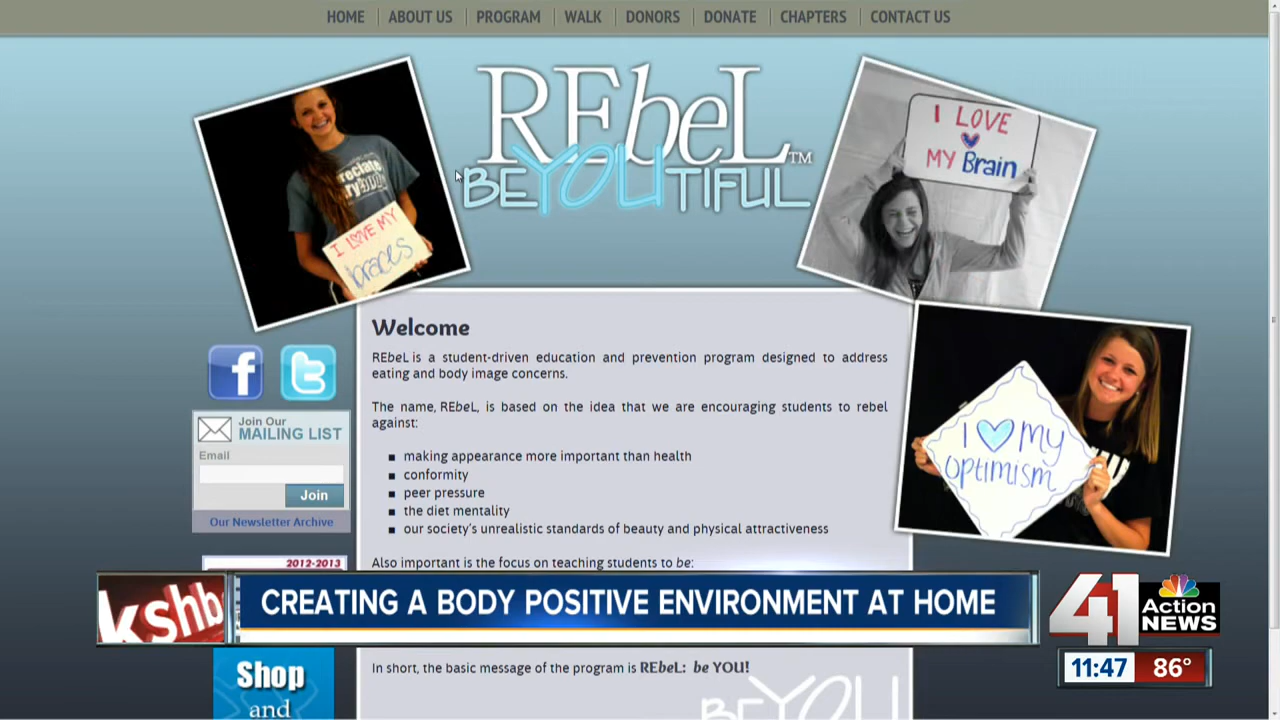 HOME ABOUT US PROGRAM WALK DONORS DONATE CHAPTERS CONTACT US
REbeL™
BEYOUTIFUL
I LOVE MY
braces
I LOVE
MY Brain
I MY
OPTIMISM
Welcome
REbeL is a student-driven education and prevention program designed to address
eating and body image concerns.
The name, REbeL, is based on the idea that we are encouraging students to rebel
against:
making appearance more important than health
conformity
peer pressure
the diet mentality
our society's unrealistic standards of beauty and physical attractiveness
Also important is the focus on teaching students to be:
Join Our
MAILING LIST
Email
Join
Our Newsletter Archive
2012-2013
kshb
CREATING A BODY POSITIVE ENVIRONMENT AT HOME
41 Action
NEWS
11:47 86°
Shop
and
In short, the basic message of the program is REbeL: be YOU!
BEYOU